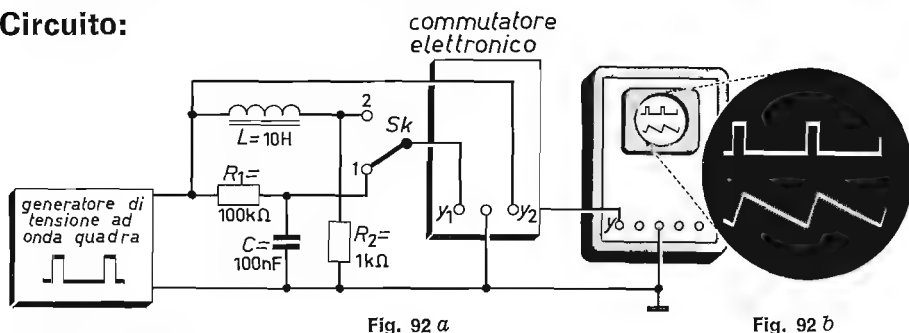 Circuito:
commutatore
elettronico
2
Sk
L=10H
1
R₁=
100kΩ
generatore di
tensione ad
onda quadra
C=
100nF
R₂=
1kΩ
y₁
y₂
y
Fig. 92 a
Fig. 92 b